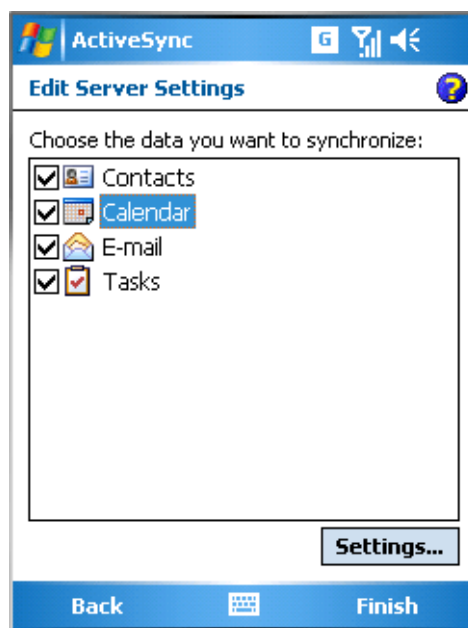 ActiveSync G
Edit Server Settings ?
Choose the data you want to synchronize:
Contacts
Calendar
E-mail
Tasks
Settings...
Back Finish